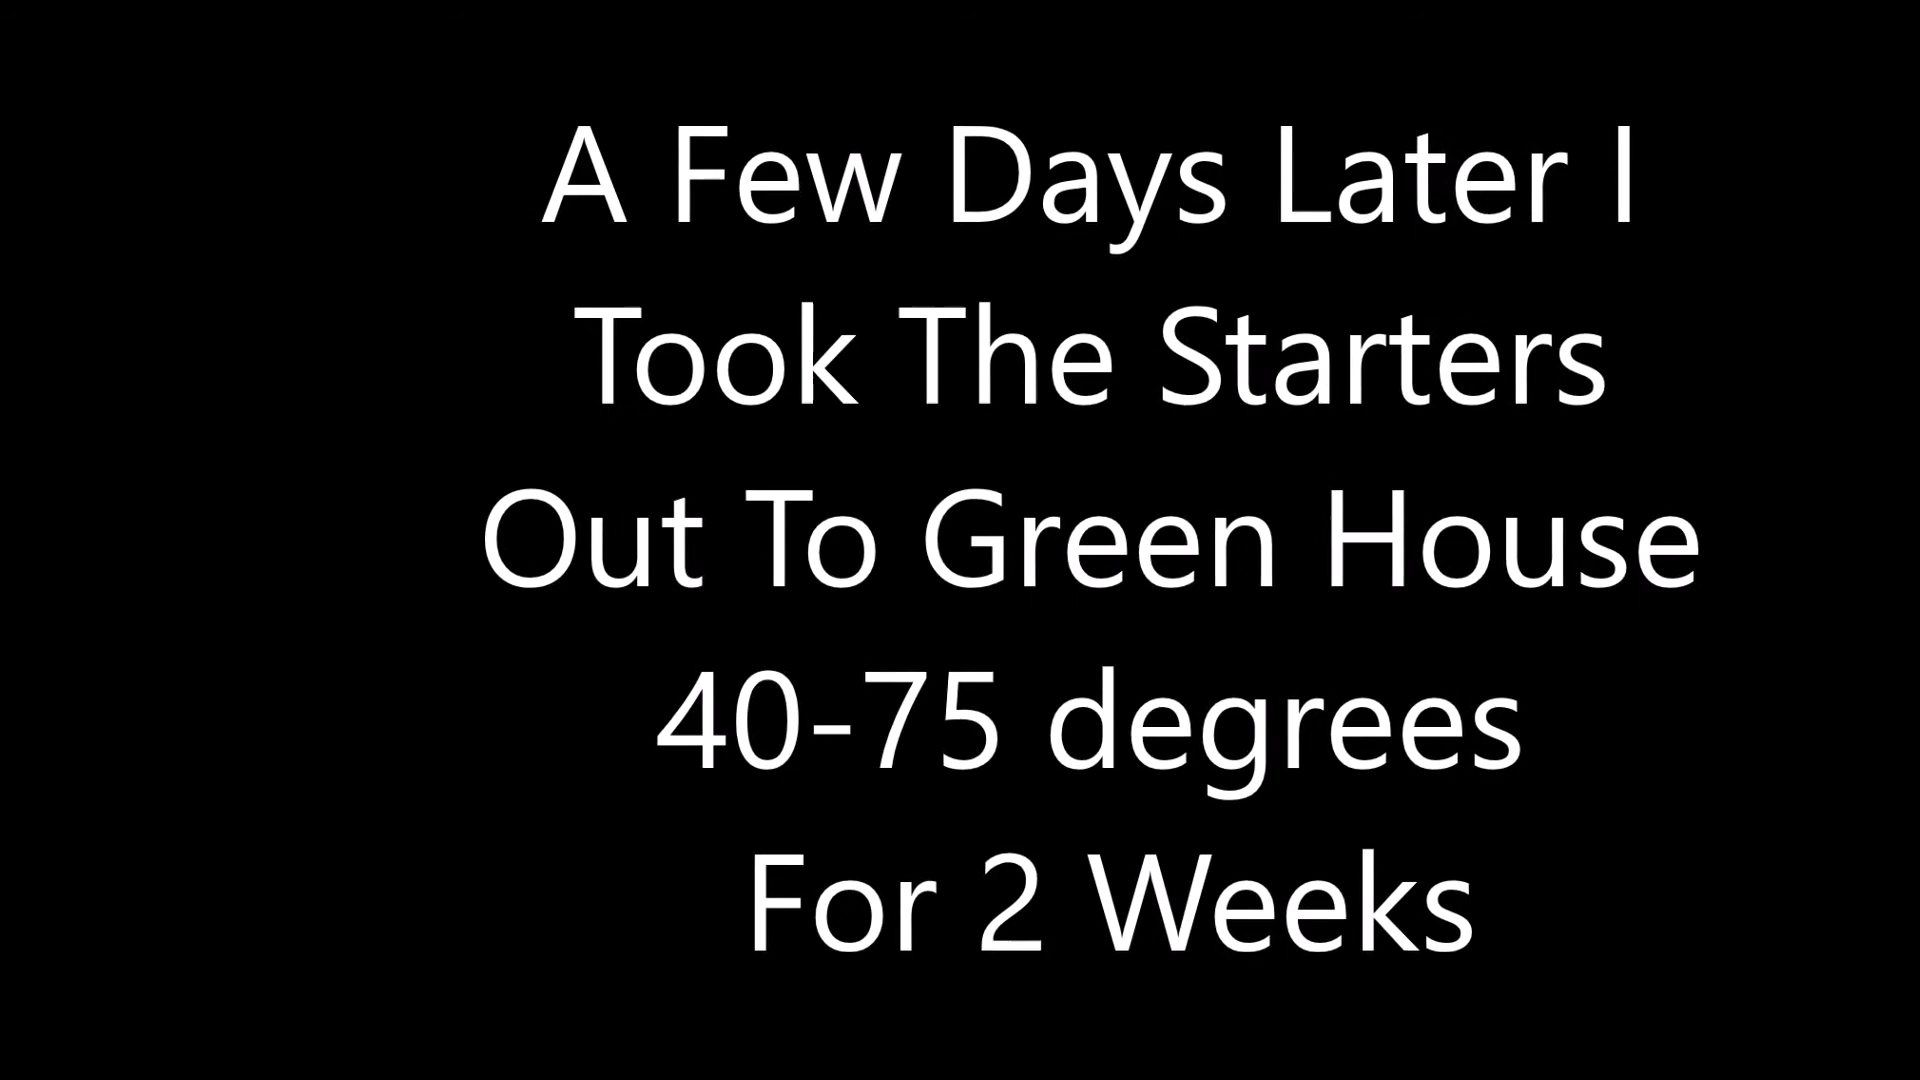 A Few Days Later I
Took The Starters
Out To Green House
40-75 degrees
For 2 Weeks